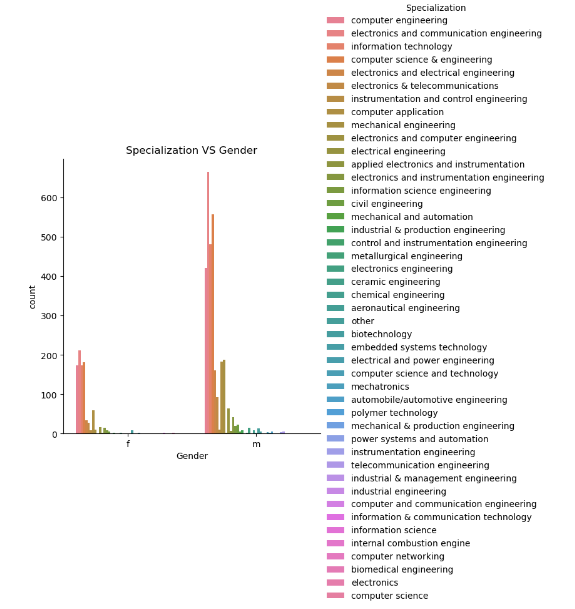 Specialization
computer engineering
electronics and communication engineering
information technology
computer science & engineering
electronics and electrical engineering
electronics & telecommunications
instrumentation and control engineering
computer application
mechanical engineering
electronics and computer engineering
electrical engineering
applied electronics and instrumentation
electronics and instrumentation engineering
information science engineering
civil engineering
mechanical and automation
industrial & production engineering
control and instrumentation engineering
metallurgical engineering
electronics engineering
ceramic engineering
chemical engineering
aeronautical engineering
other
biotechnology
embedded systems technology
electrical and power engineering
computer science and technology
mechatronics
automobile/automotive engineering
polymer technology
mechanical & production engineering
power systems and automation
instrumentation engineering
telecommunication engineering
industrial & management engineering
industrial engineering
computer and communication engineering
information & communication technology
information science
internal combustion engine
computer networking
biomedical engineering
electronics
computer science
Specialization VS Gender
600
500
400
300
200
100
0
count
f m
Gender